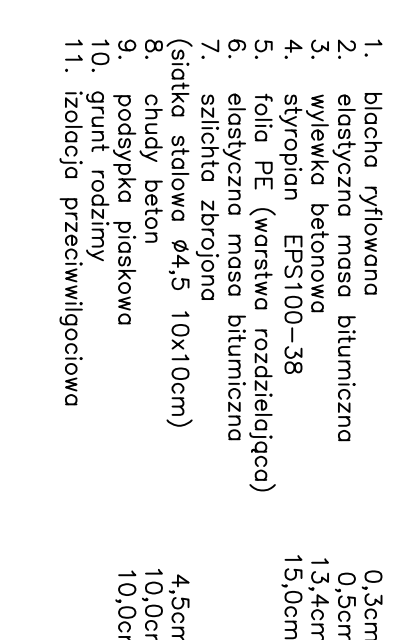 1. blacha ryflowana 0,3cm
2. elastyczna masa bitumiczna 0,5cm
3. wylewka betonowa 13,4cm
4. styropian EPS100-38 15,0cm
5. folia PE (warstwa rozdzielająca)
6. elastyczna masa bitumiczna
7. szlichta zbrojona
(siatka stalowa ø4,5 10x10cm) 4,5cm
8. chudy beton 10,0cm
9. podsypka piaskowa 10,0cm
10. grunt rodzimy
11. izolacja przeciwwilgociowa